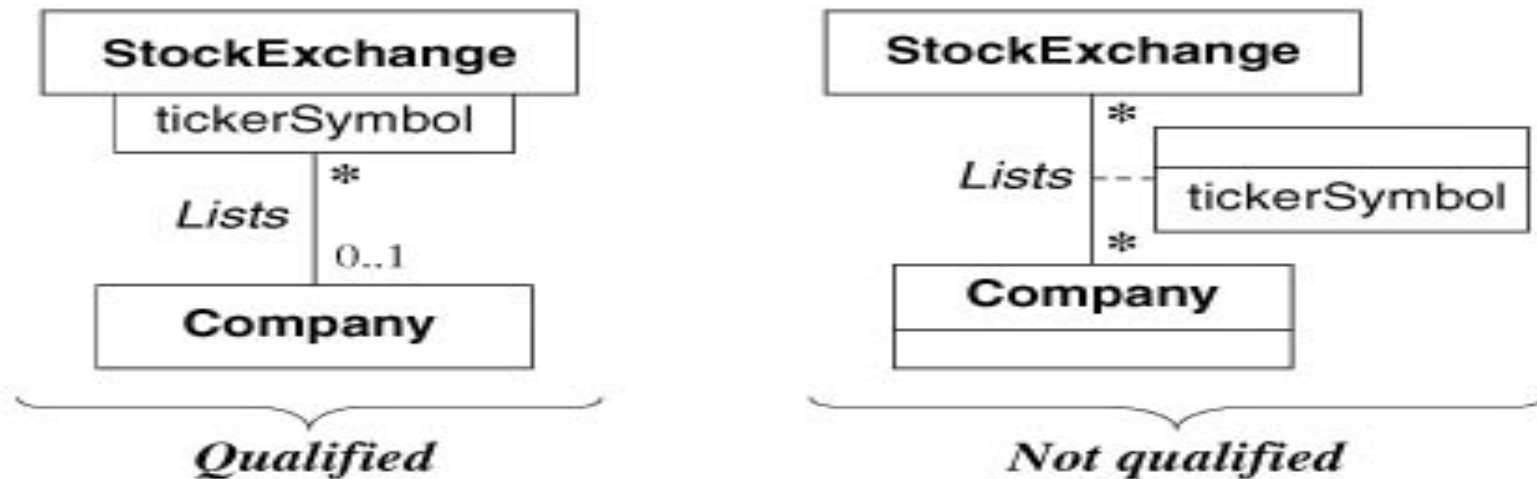 StockExchange
tickerSymbol
*
Lists
0..1
Company
Qualified
StockExchange
*
Lists
tickerSymbol
*
Company
Not qualified